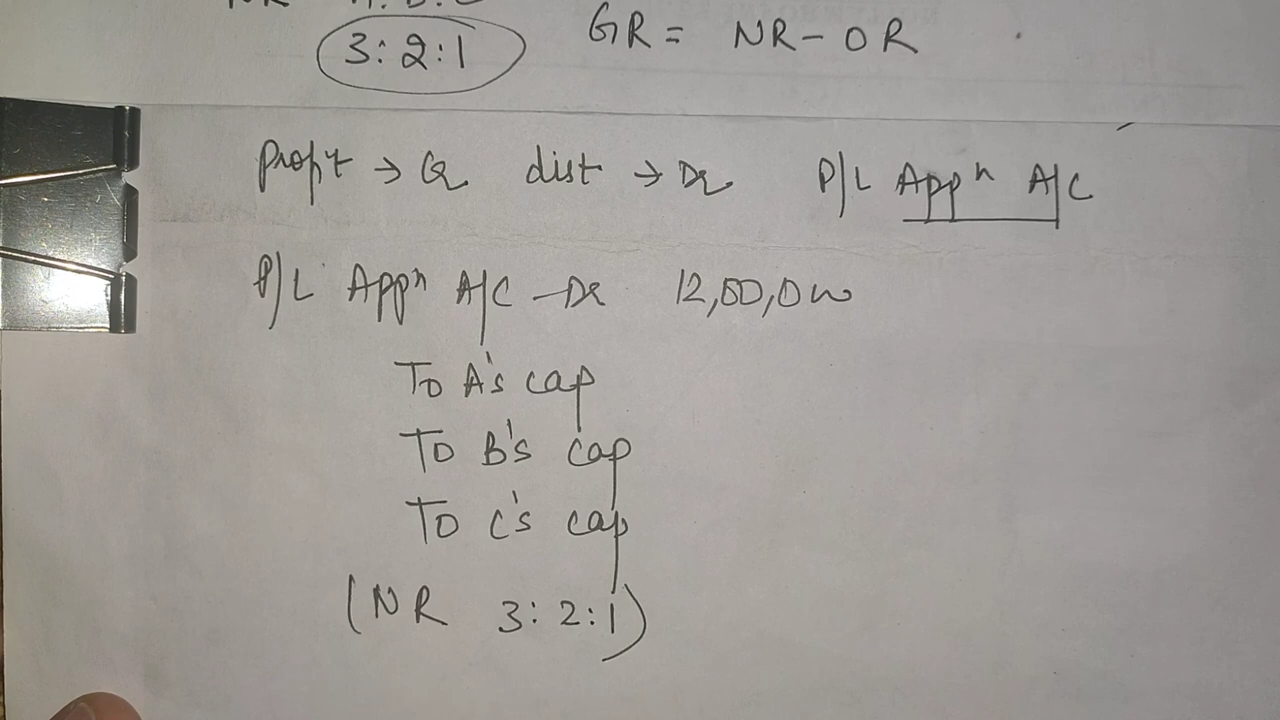 3:2:1 GR = NR - OR
Profit → Cr dist → Dr P/L Appⁿ A/C
P/L Appⁿ A/C - Dr 12,00,000
To A's cap
To B's cap
To C's cap
(NR 3:2:1)